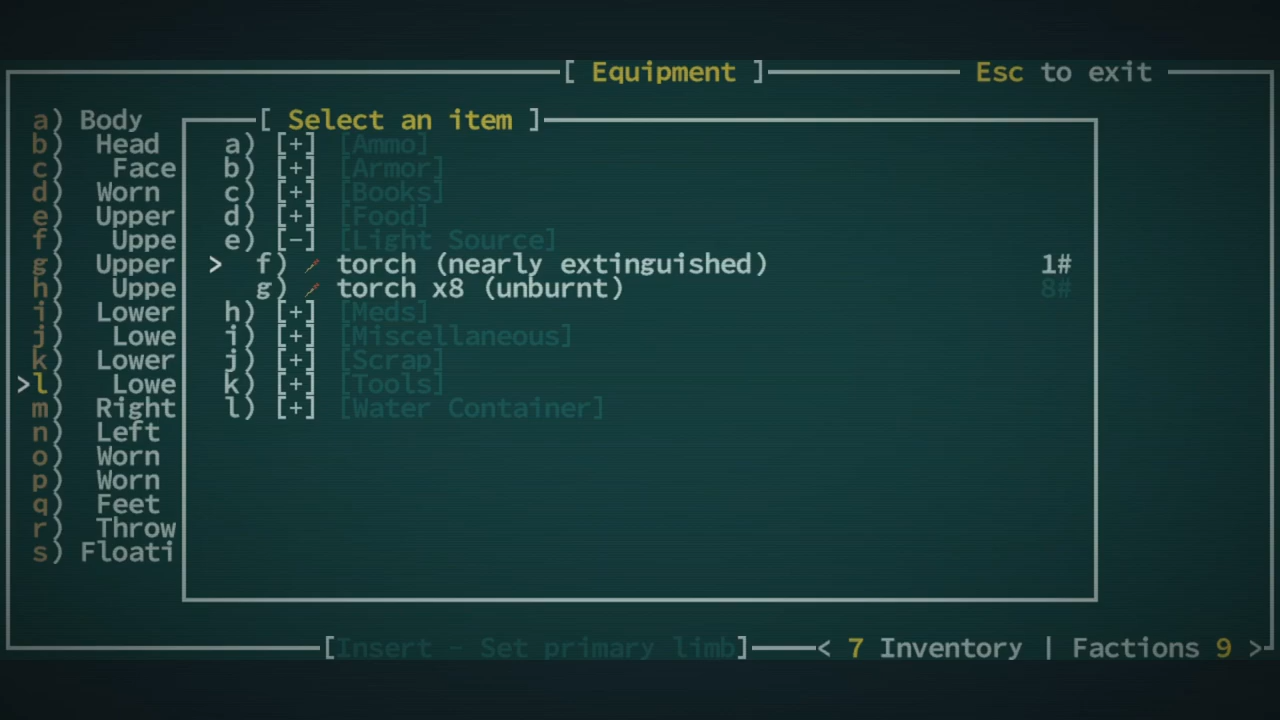 [ Equipment ] Esc to exit
a) Body [ Select an item ]
b) Head a) [+] [Ammo]
c) Face b) [+] [Armor]
d) Worn c) [+] [Books]
e) Upper d) [+] [Food]
f) Uppe e) [-] [Light Source]
g) Upper > f) torch (nearly extinguished) 1#
h) Uppe g) torch x8 (unburnt) 8#
i) Lower h) [+] [Meds]
j) Lowe i) [+] [Miscellaneous]
k) Lower j) [+] [Scrap]
>l) Lowe k) [+] [Tools]
m) Right l) [+] [Water Container]
n) Left
o) Worn
p) Worn
q) Feet
r) Throw
s) Floati
[Insert - Set primary limb] < 7 Inventory | Factions 9 >